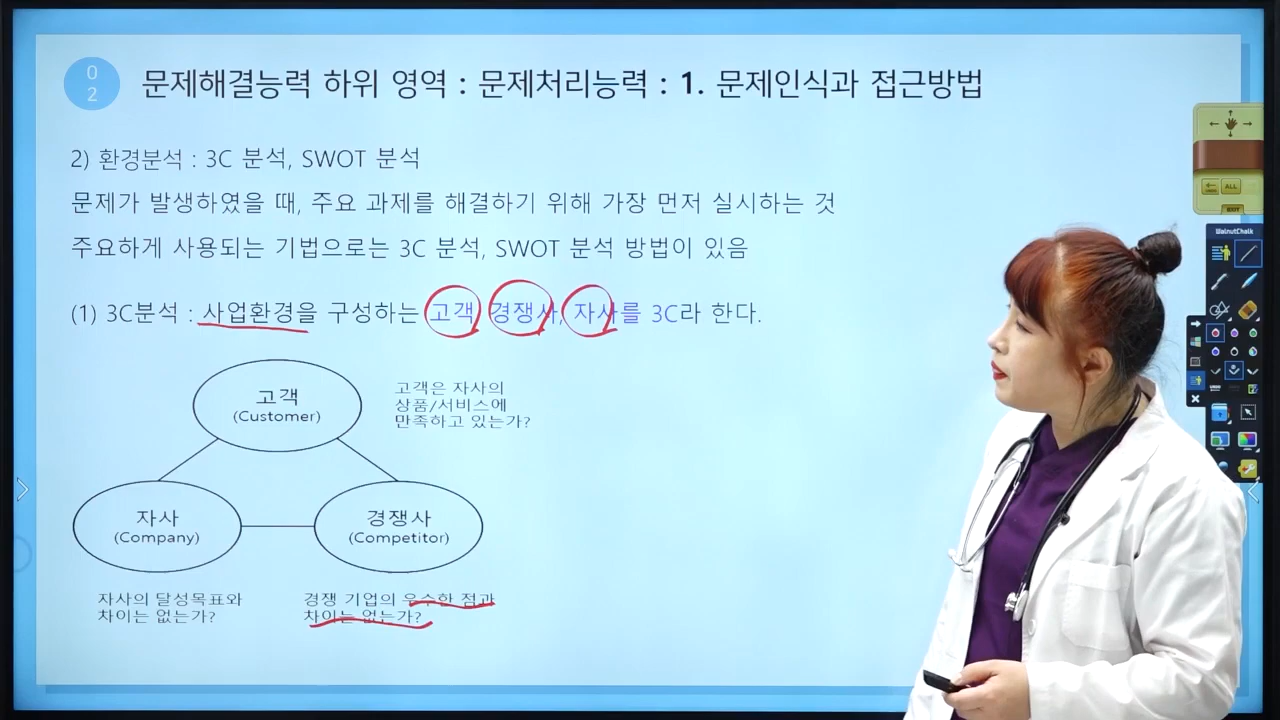 0
2
문제해결능력 하위 영역 : 문제처리능력 : 1. 문제인식과 접근방법
2) 환경분석 : 3C 분석, SWOT 분석
문제가 발생하였을 때, 주요 과제를 해결하기 위해 가장 먼저 실시하는 것
주요하게 사용되는 기법으로는 3C 분석, SWOT 분석 방법이 있음
(1) 3C분석 : 사업환경을 구성하는 고객, 경쟁사, 자사를 3C라 한다.
고객
(Customer)
고객은 자사의
상품/서비스에
만족하고 있는가?
자사
(Company)
경쟁사
(Competitor)
자사의 달성목표와
차이는 없는가?
경쟁 기업의 우수한 점과
차이는 없는가?
ALL
EXIT
WalnutChalk